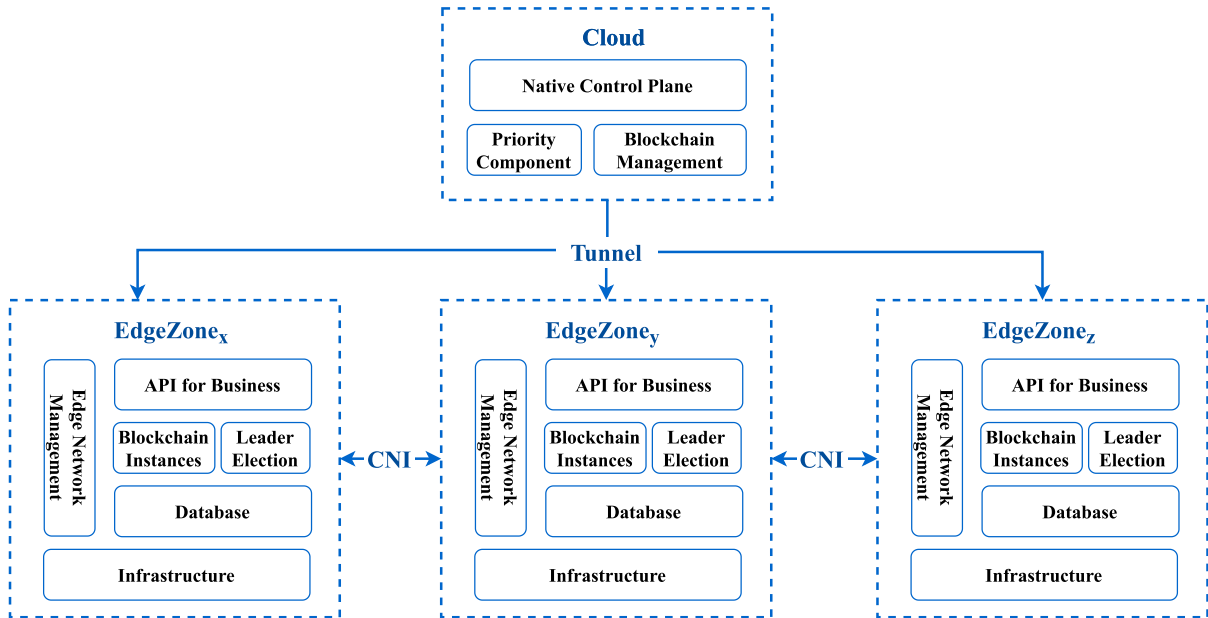 Cloud
Native Control Plane
Priority
Component
Blockchain
Management
Tunnel
EdgeZonex
Edge Network
Management
API for Business
Blockchain
Instances
Leader
Election
Database
Infrastructure
CNI
EdgeZoney
Edge Network
Management
API for Business
Blockchain
Instances
Leader
Election
Database
Infrastructure
CNI
EdgeZonez
Edge Network
Management
API for Business
Blockchain
Instances
Leader
Election
Database
Infrastructure